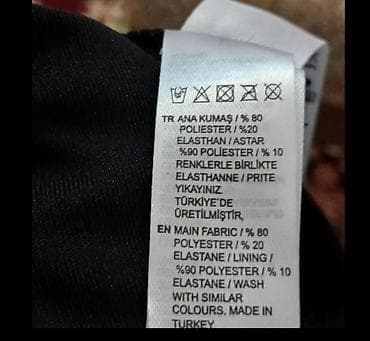 TR ANA KUMAŞ / % 80
POLIESTER / %20
ELASTHAN / ASTAR
%90 POLİESTER / % 10
RENKLERLE BİRLİKTE
ELASTHANNE / PRITE
YIKAYINIZ.
TÜRKİYE'DE
ÜRETİLMİŞTİR,
EN MAIN FABRIC / % 80
POLYESTER / % 20
ELASTANE / LINING /
%90 POLYESTER / % 10
ELASTANE / WASH
WITH SIMILAR
COLOURS. MADE IN
TURKEY